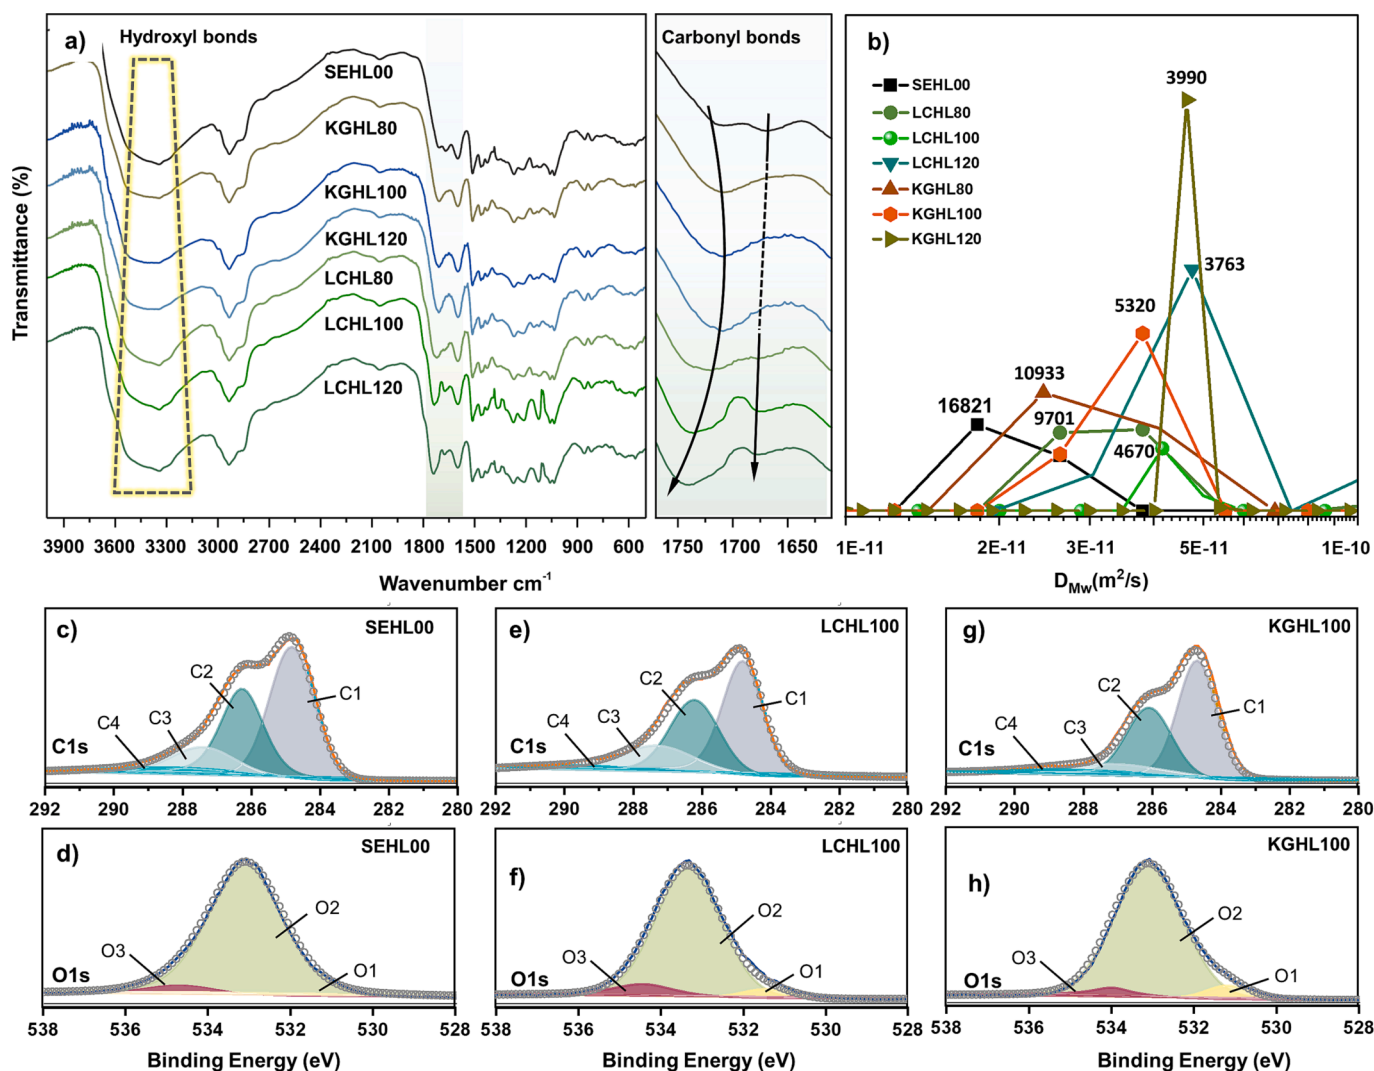 a)
Hydroxyl bonds
SEHL00
KGHL80
KGHL100
KGHL120
LCHL80
LCHL100
LCHL120
Transmittance (%)
3900 3600 3300 3000 2700 2400 2100 1800 1500 1200 900 600
Wavenumber cm⁻¹
Carbonyl bonds
1750 1700 1650
b)
SEHL00
LCHL80
LCHL100
LCHL120
KGHL80
KGHL100
KGHL120
3990
3763
5320
10933
9701
16821
4670
1E-11 2E-11 3E-11 5E-11 1E-10
D_Mw(m²/s)
c)
SEHL00
C2
C1
C3
C4
C1s
292 290 288 286 284 282 280
e)
LCHL100
C2
C1
C3
C4
C1s
292 290 288 286 284 282 280
g)
KGHL100
C2
C1
C4
C3
C1s
292 290 288 286 284 282 280
d)
SEHL00
O2
O3
O1
O1s
538 536 534 532 530 528
Binding Energy (eV)
f)
LCHL100
O2
O3
O1
O1s
538 536 534 532 530 528
Binding Energy (eV)
h)
KGHL100
O2
O3
O1
O1s
538 536 534 532 530 528
Binding Energy (eV)